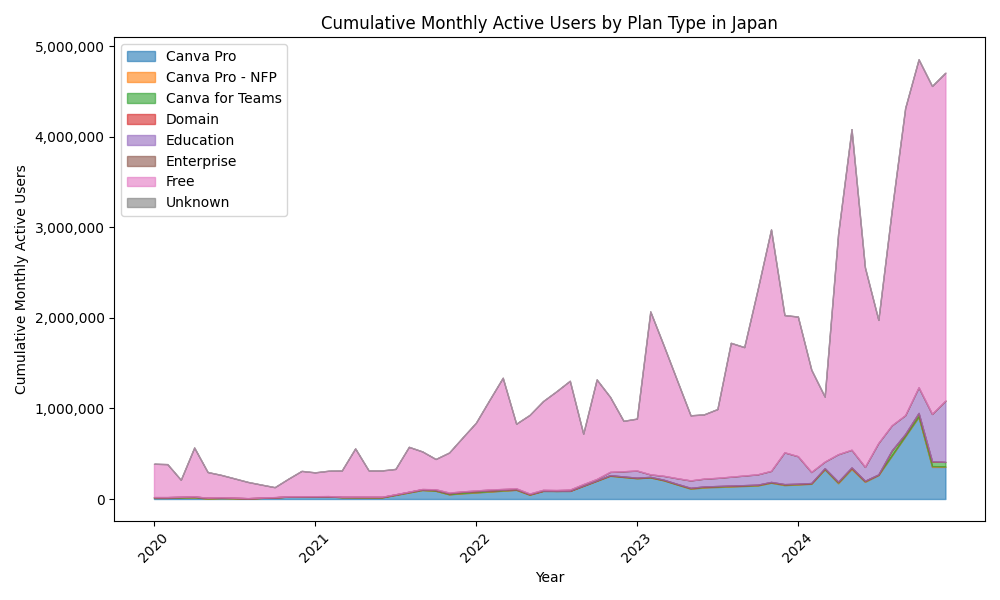 Cumulative Monthly Active Users by Plan Type in Japan
5,000,000
4,000,000
3,000,000
2,000,000
1,000,000
0
Cumulative Monthly Active Users
Canva Pro
Canva Pro - NFP
Canva for Teams
Domain
Education
Enterprise
Free
Unknown
2020
2021
2022
2023
2024
Year